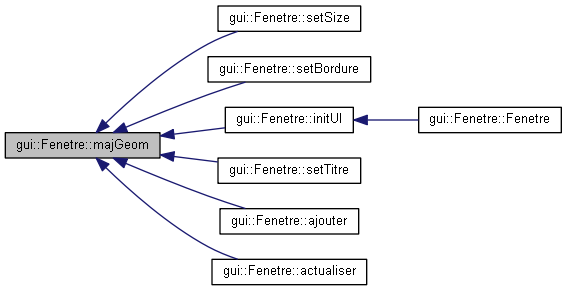 gui::Fenetre::setSize
gui::Fenetre::setBordure
gui::Fenetre::initUI
gui::Fenetre::Fenetre
gui::Fenetre::majGeom
gui::Fenetre::setTitre
gui::Fenetre::ajouter
gui::Fenetre::actualiser